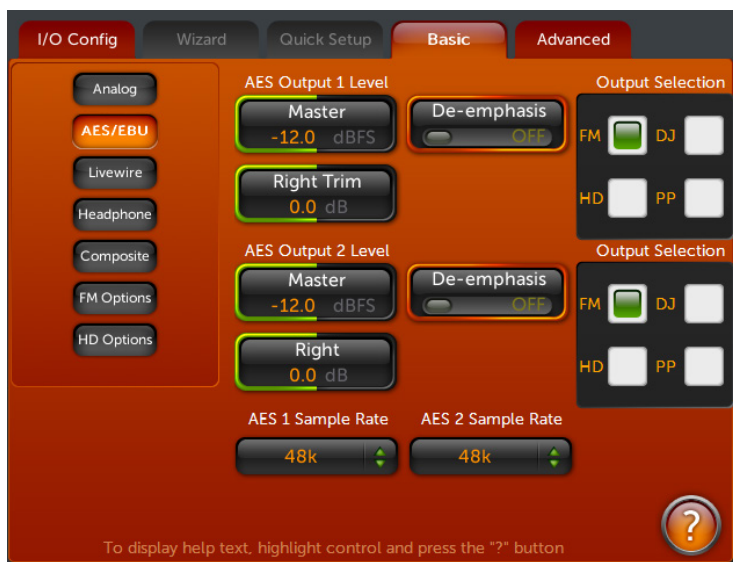 I/O Config
Wizard
Quick Setup
Basic
Advanced
Analog
AES/EBU
Livewire
Headphone
Composite
FM Options
HD Options
AES Output 1 Level
Master
-12.0 dBFS
De-emphasis
OFF
Right Trim
0.0 dB
Output Selection
FM
DJ
HD
PP
AES Output 2 Level
Master
-12.0 dBFS
De-emphasis
OFF
Right
0.0 dB
Output Selection
FM
DJ
HD
PP
AES 1 Sample Rate
48k
AES 2 Sample Rate
48k
To display help text, highlight control and press the "?" button
?